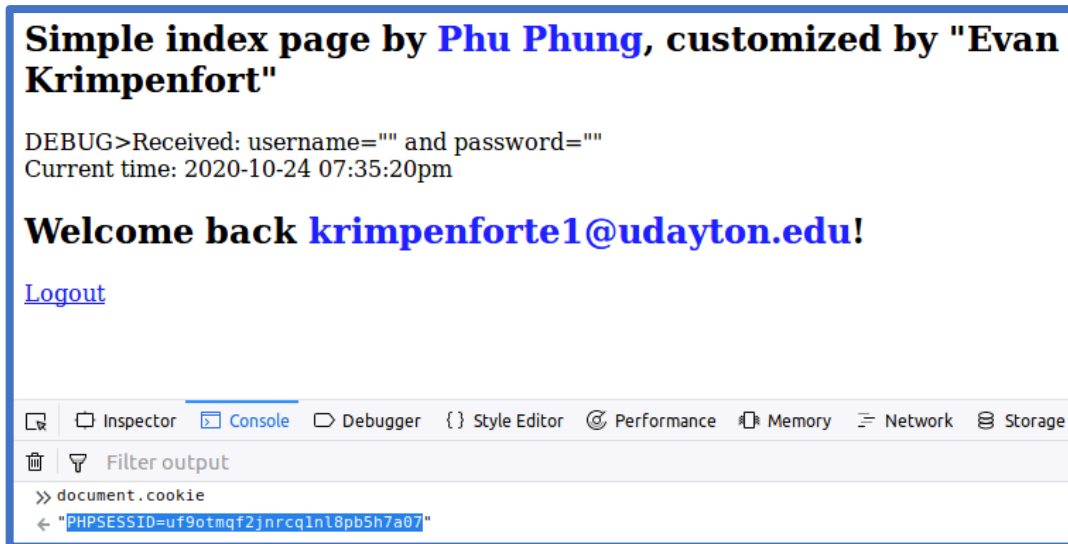 Simple index page by Phu Phung, customized by "Evan
Krimpenfort"
DEBUG>Received: username="" and password=""
Current time: 2020-10-24 07:35:20pm
Welcome back krimpenforte1@udayton.edu!
Logout
Inspector Console Debugger {} Style Editor Performance Memory Network Storage
Filter output
>> document.cookie
"PHPSESSID=uf9otmqf2jnrcq1nl8pb5h7a07"